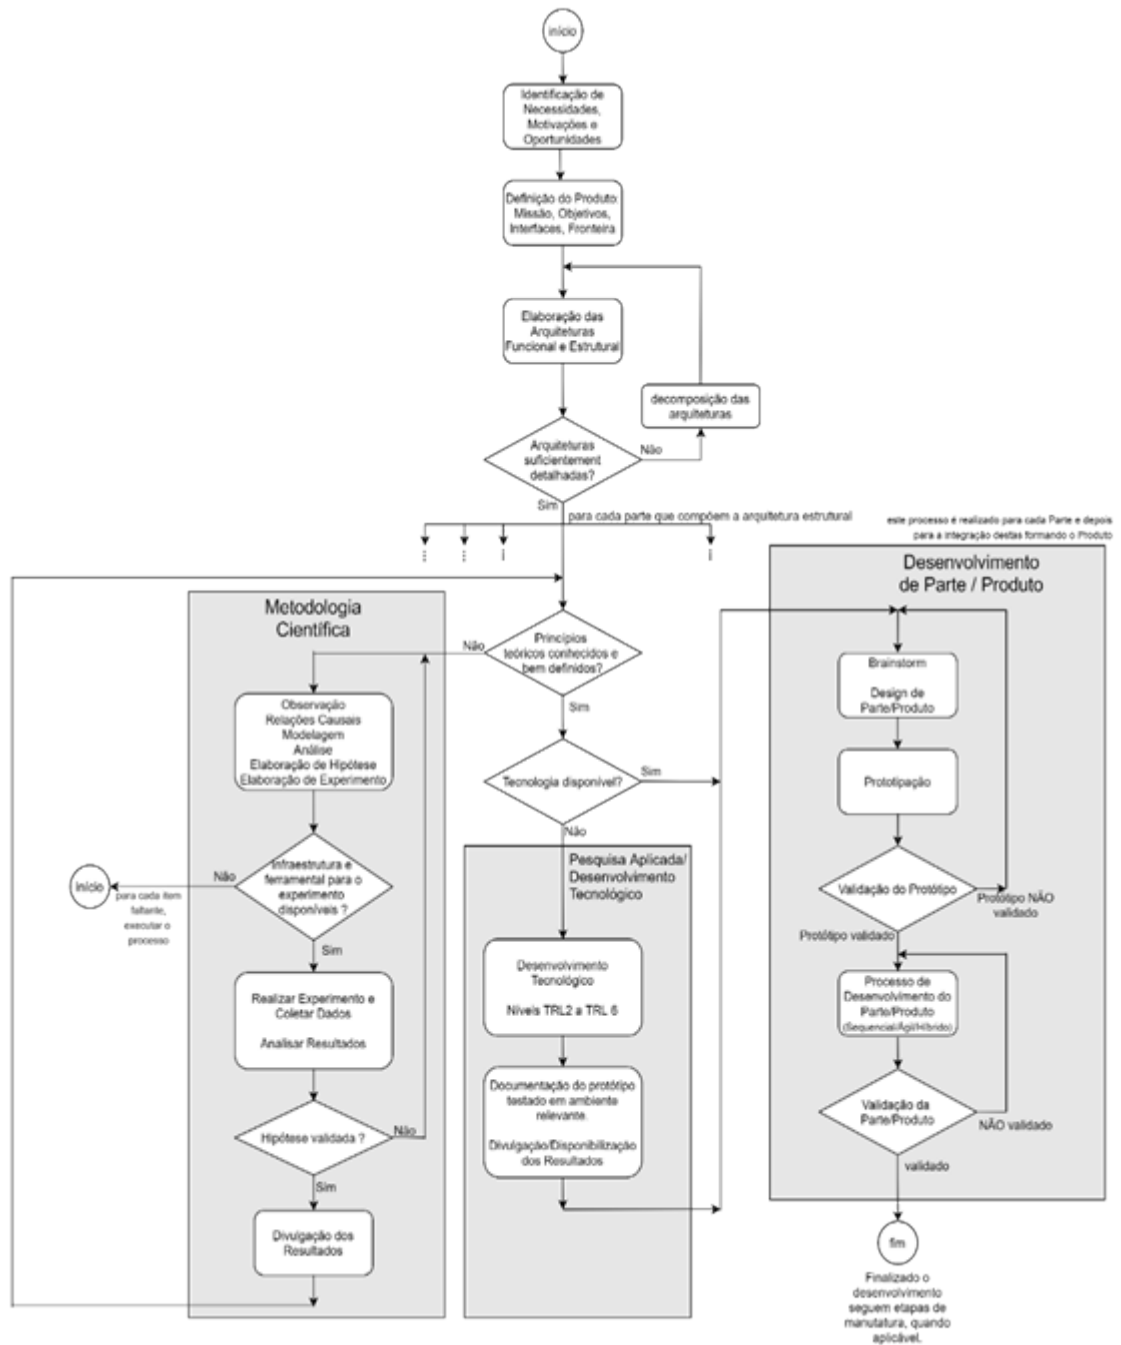 início
Identificação de
Necessidades,
Motivações e
Oportunidades
Definição do Produto:
Missão, Objetivos,
Interfaces, Fronteira
Elaboração das
Arquiteturas
Funcional e Estrutural
decomposição das
arquiteturas
Arquiteturas
suficientement
detalhadas?
Não
Sim
para cada parte que compõem a arquitetura estrutural
este processo é realizado para cada Parte e depois
para a integração destas formando o Produto
Metodologia
Científica
Não
Princípios
teóricos conhecidos e
bem definidos?
Sim
Observação
Relações Causais
Modelagem
Análise
Elaboração de Hipótese
Elaboração de Experimento
Infraestrutura e
ferramental para o
experimento
disponíveis ?
Não
início
para cada item
faltante,
executar o
processo
Sim
Realizar Experimento e
Coletar Dados
Analisar Resultados
Hipótese validada ?
Não
Sim
Divulgação dos
Resultados
Tecnologia disponível?
Sim
Não
Pesquisa Aplicada/
Desenvolvimento
Tecnológico
Desenvolvimento
Tecnológico
Níveis TRL2 a TRL 6
Documentação do protótipo
testado em ambiente
relevante.
Divulgação/Disponibilização
dos Resultados
Desenvolvimento
de Parte / Produto
Brainstorm
Design de
Parte/Produto
Prototipação
Validação do Protótipo
Protótipo NÃO
validado
Protótipo validado
Processo de
Desenvolvimento do
Parte/Produto
(Sequencial/Ágil/Híbrido)
Validação da
Parte/Produto
NÃO validado
validado
fim
Finalizado o
desenvolvimento
seguem etapas de
manutatura, quando
aplicável.